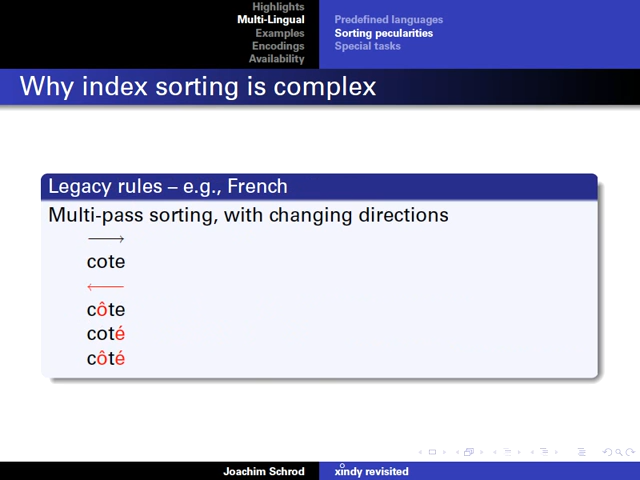 Highlights
Multi-Lingual
Examples
Encodings
Availability
Predefined languages
Sorting pecularities
Special tasks
Why index sorting is complex
Legacy rules – e.g., French
Multi-pass sorting, with changing directions
cote
côte
coté
côté
Joachim Schrod
xindy revisited